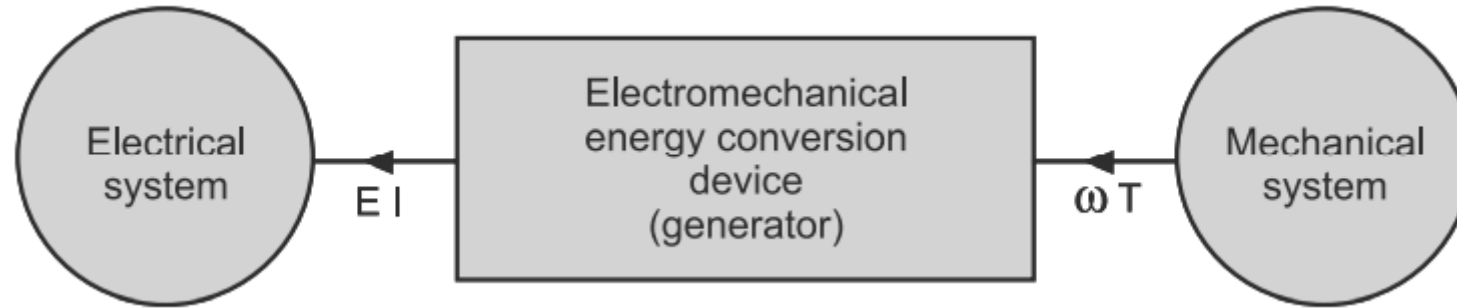 Electrical
system
E I
Electromechanical
energy conversion
device
(generator)
ω T
Mechanical
system